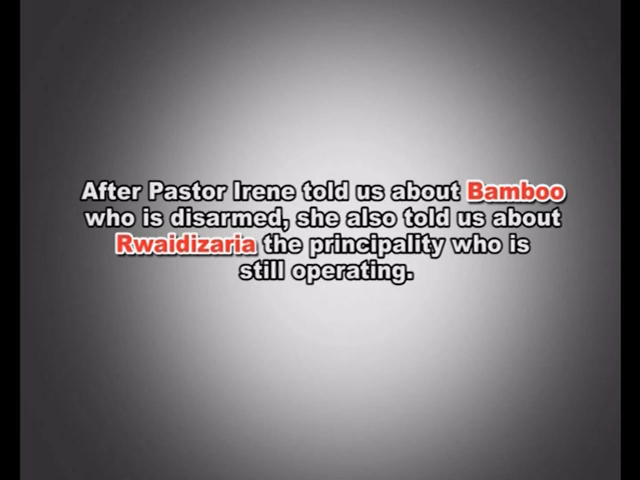 After Pastor Irene told us about Bamboo
who is disarmed, she also told us about
Rwaidizaria the principality who is
still operating.